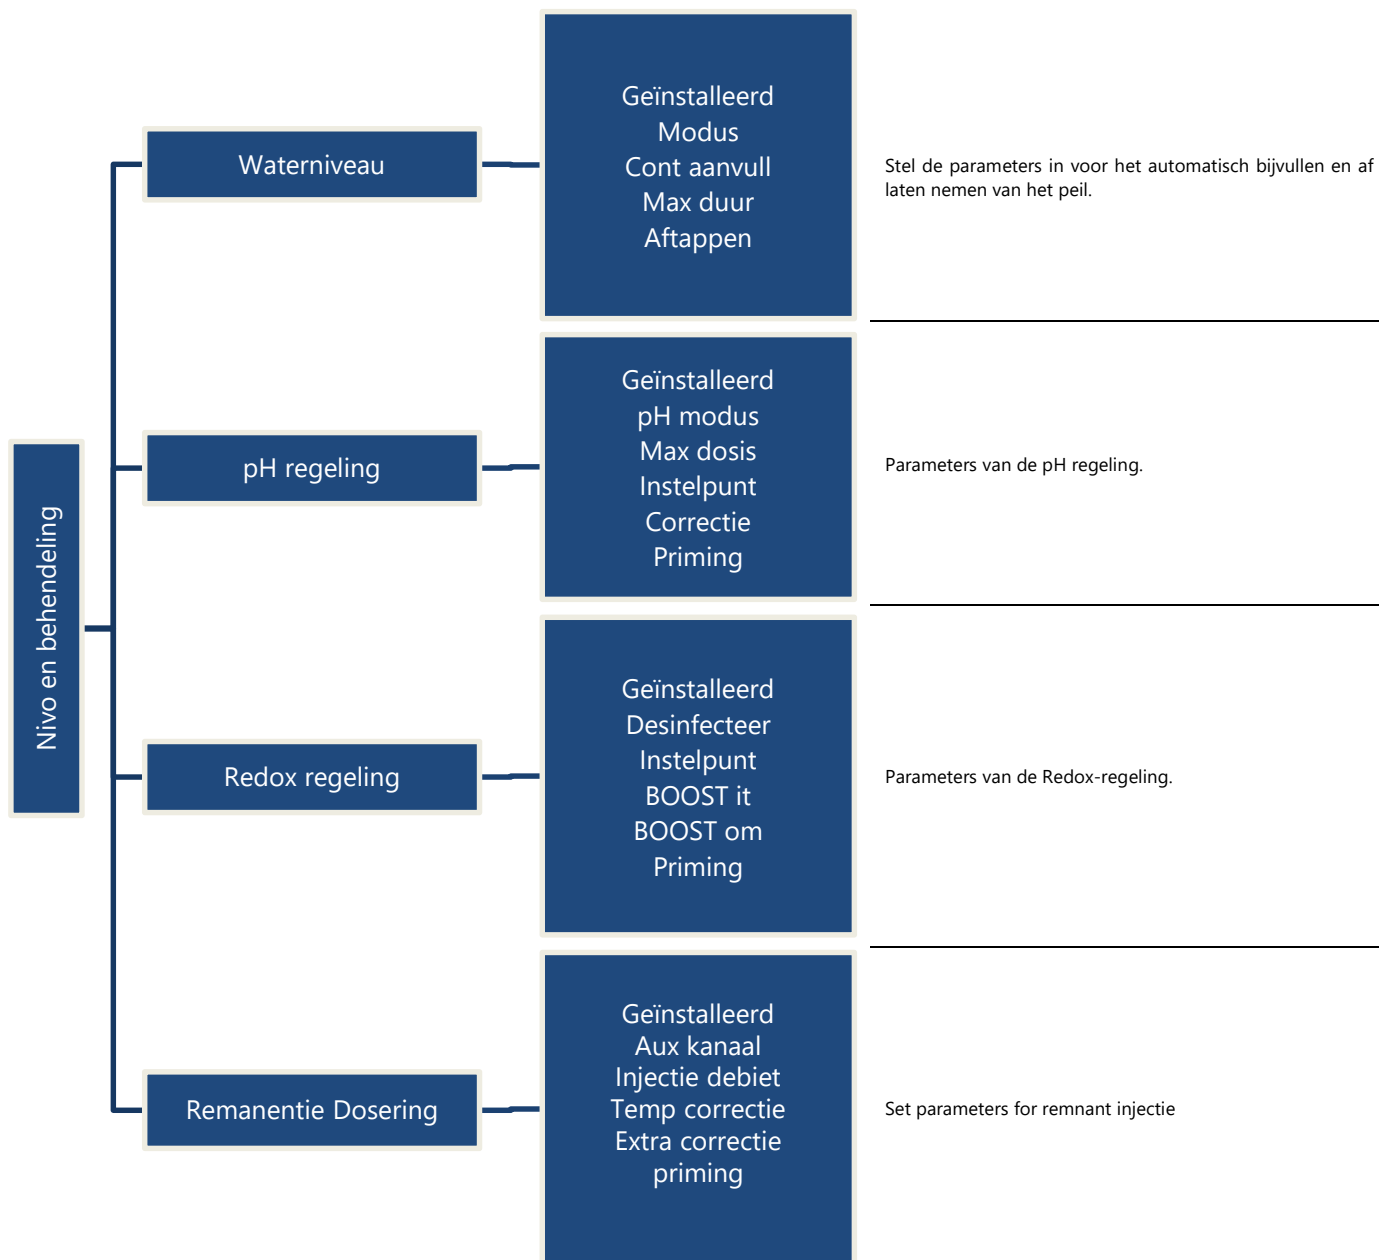 Nivo en behendeling
Waterniveau
Geïnstalleerd
Modus
Cont aanvull
Max duur
Aftappen
Stel de parameters in voor het automatisch bijvullen en af
laten nemen van het peil.
pH regeling
Geïnstalleerd
pH modus
Max dosis
Instelpunt
Correctie
Priming
Parameters van de pH regeling.
Redox regeling
Geïnstalleerd
Desinfecteer
Instelpunt
BOOST it
BOOST om
Priming
Parameters van de Redox-regeling.
Remanentie Dosering
Geïnstalleerd
Aux kanaal
Injectie debiet
Temp correctie
Extra correctie
priming
Set parameters for remnant injectie